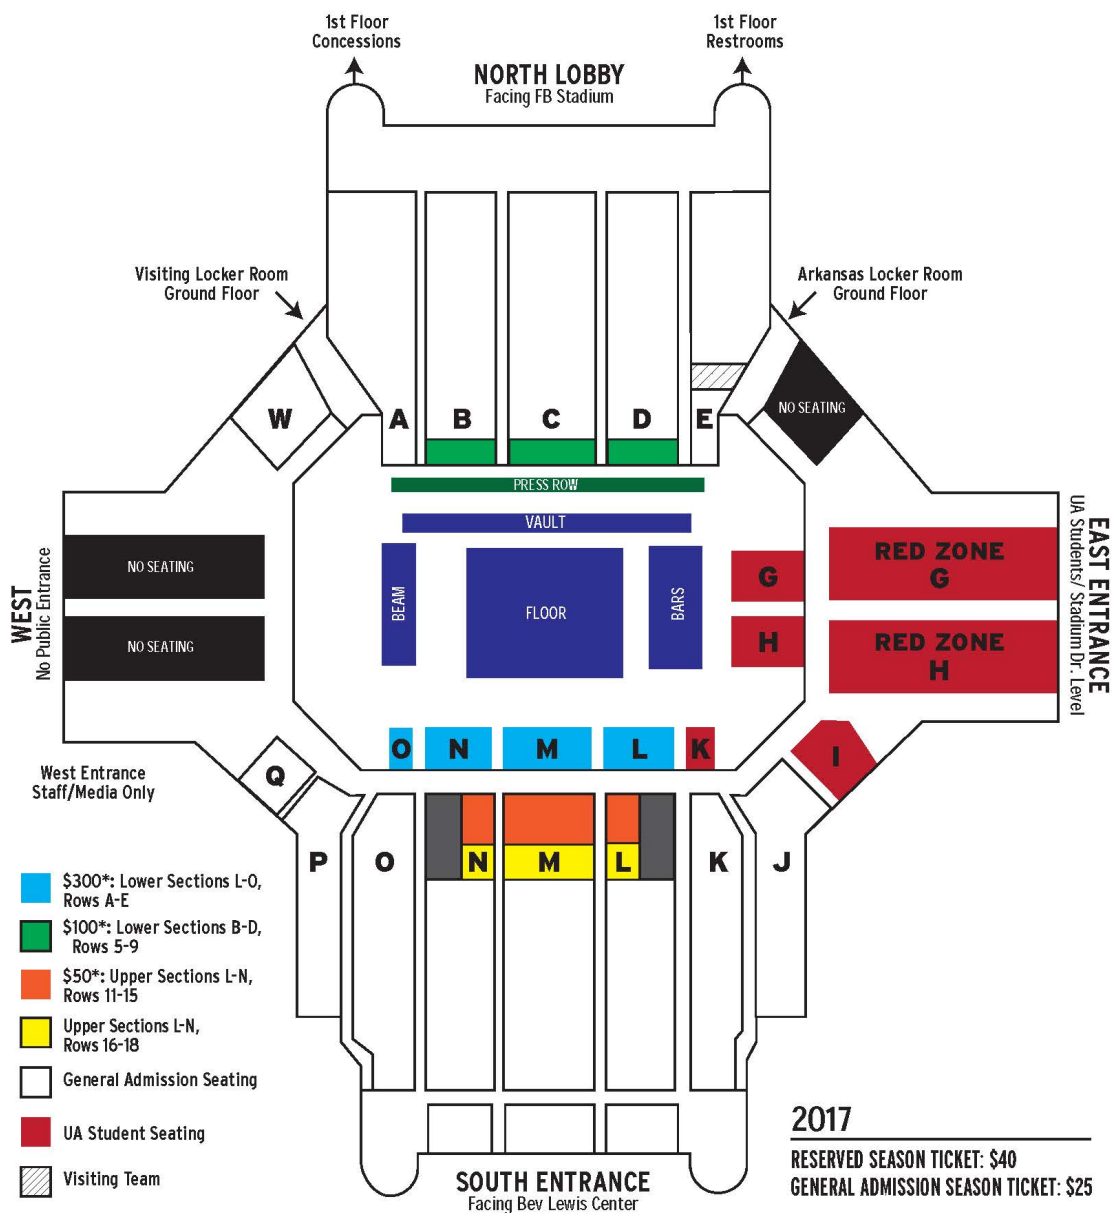 1st Floor
Concessions
1st Floor
Restrooms
NORTH LOBBY
Facing FB Stadium
Visiting Locker Room
Ground Floor
Arkansas Locker Room
Ground Floor
W
A
B
C
D
E
NO SEATING
PRESS ROW
VAULT
BEAM
FLOOR
BARS
NO SEATING
NO SEATING
WEST
No Public Entrance
G
H
RED ZONE
G
RED ZONE
H
EAST ENTRANCE
UA Students/ Stadium Dr. Level
O
N
M
L
K
I
Q
West Entrance
Staff/Media Only
P
O
N
M
L
K
J
$300*: Lower Sections L-O,
Rows A-E
$100*: Lower Sections B-D,
Rows 5-9
$50*: Upper Sections L-N,
Rows 11-15
Upper Sections L-N,
Rows 16-18
General Admission Seating
UA Student Seating
Visiting Team
SOUTH ENTRANCE
Facing Bev Lewis Center
2017
RESERVED SEASON TICKET: $40
GENERAL ADMISSION SEASON TICKET: $25